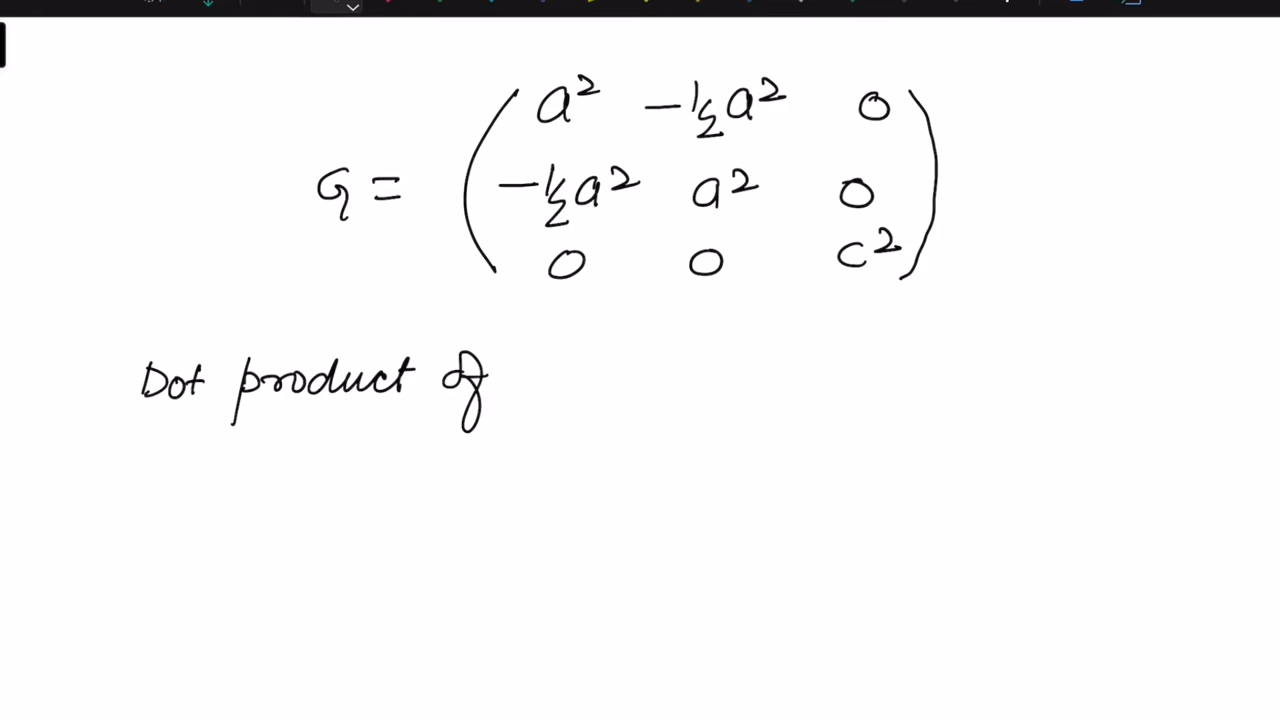 G = ( a² -½a² 0
-½a² a² 0
0 0 c² )
Dot product of